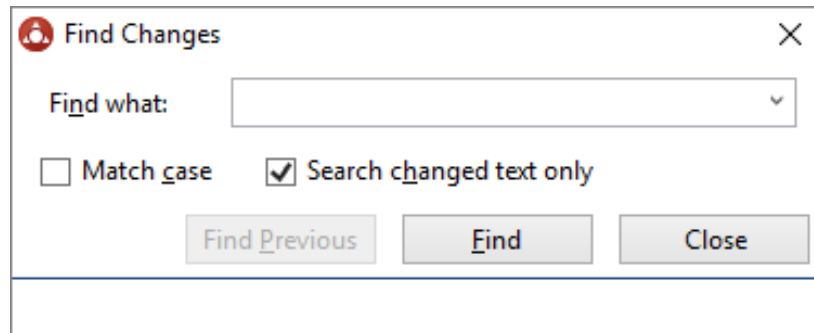 Find Changes
Find what:
Match case Search changed text only
Find Previous Find Close